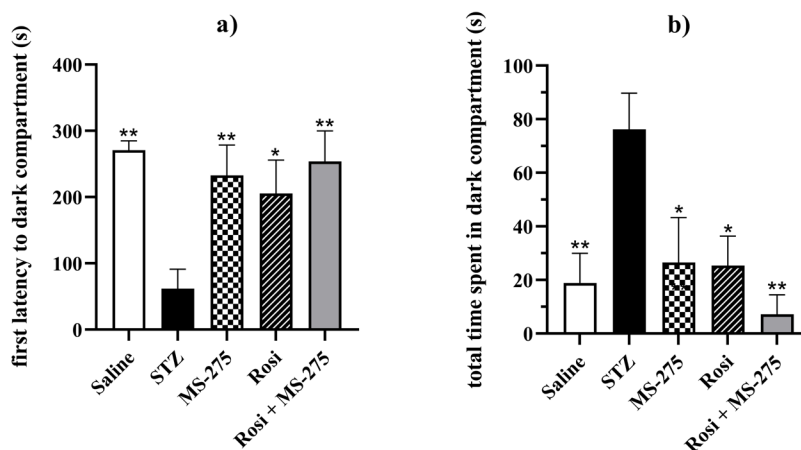 a)
first latency to dark compartment (s)
400
300
200
100
0
**
**
*
**
Saline
STZ
MS-275
Rosi
Rosi + MS-275
b)
total time spent in dark compartment (s)
100
80
60
40
20
0
**
*
*
**
Saline
STZ
MS-275
Rosi
Rosi + MS-275